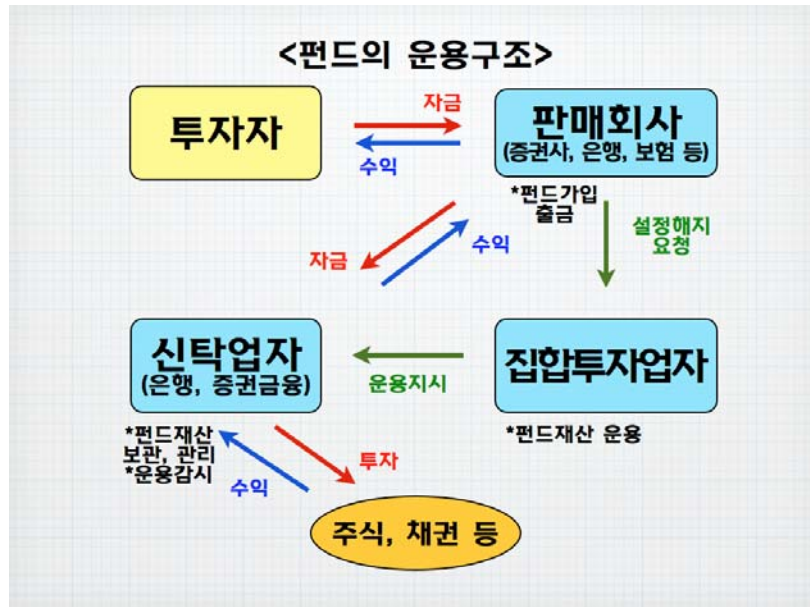 <펀드의 운용구조>
투자자
자금
수익
판매회사
(증권사, 은행, 보험 등)
*펀드가입
출금
설정해지
요청
자금
수익
신탁업자
(은행, 증권금융)
운용지시
집합투자업자
*펀드재산
보관, 관리
*운용감시
*펀드재산 운용
투자
수익
주식, 채권 등